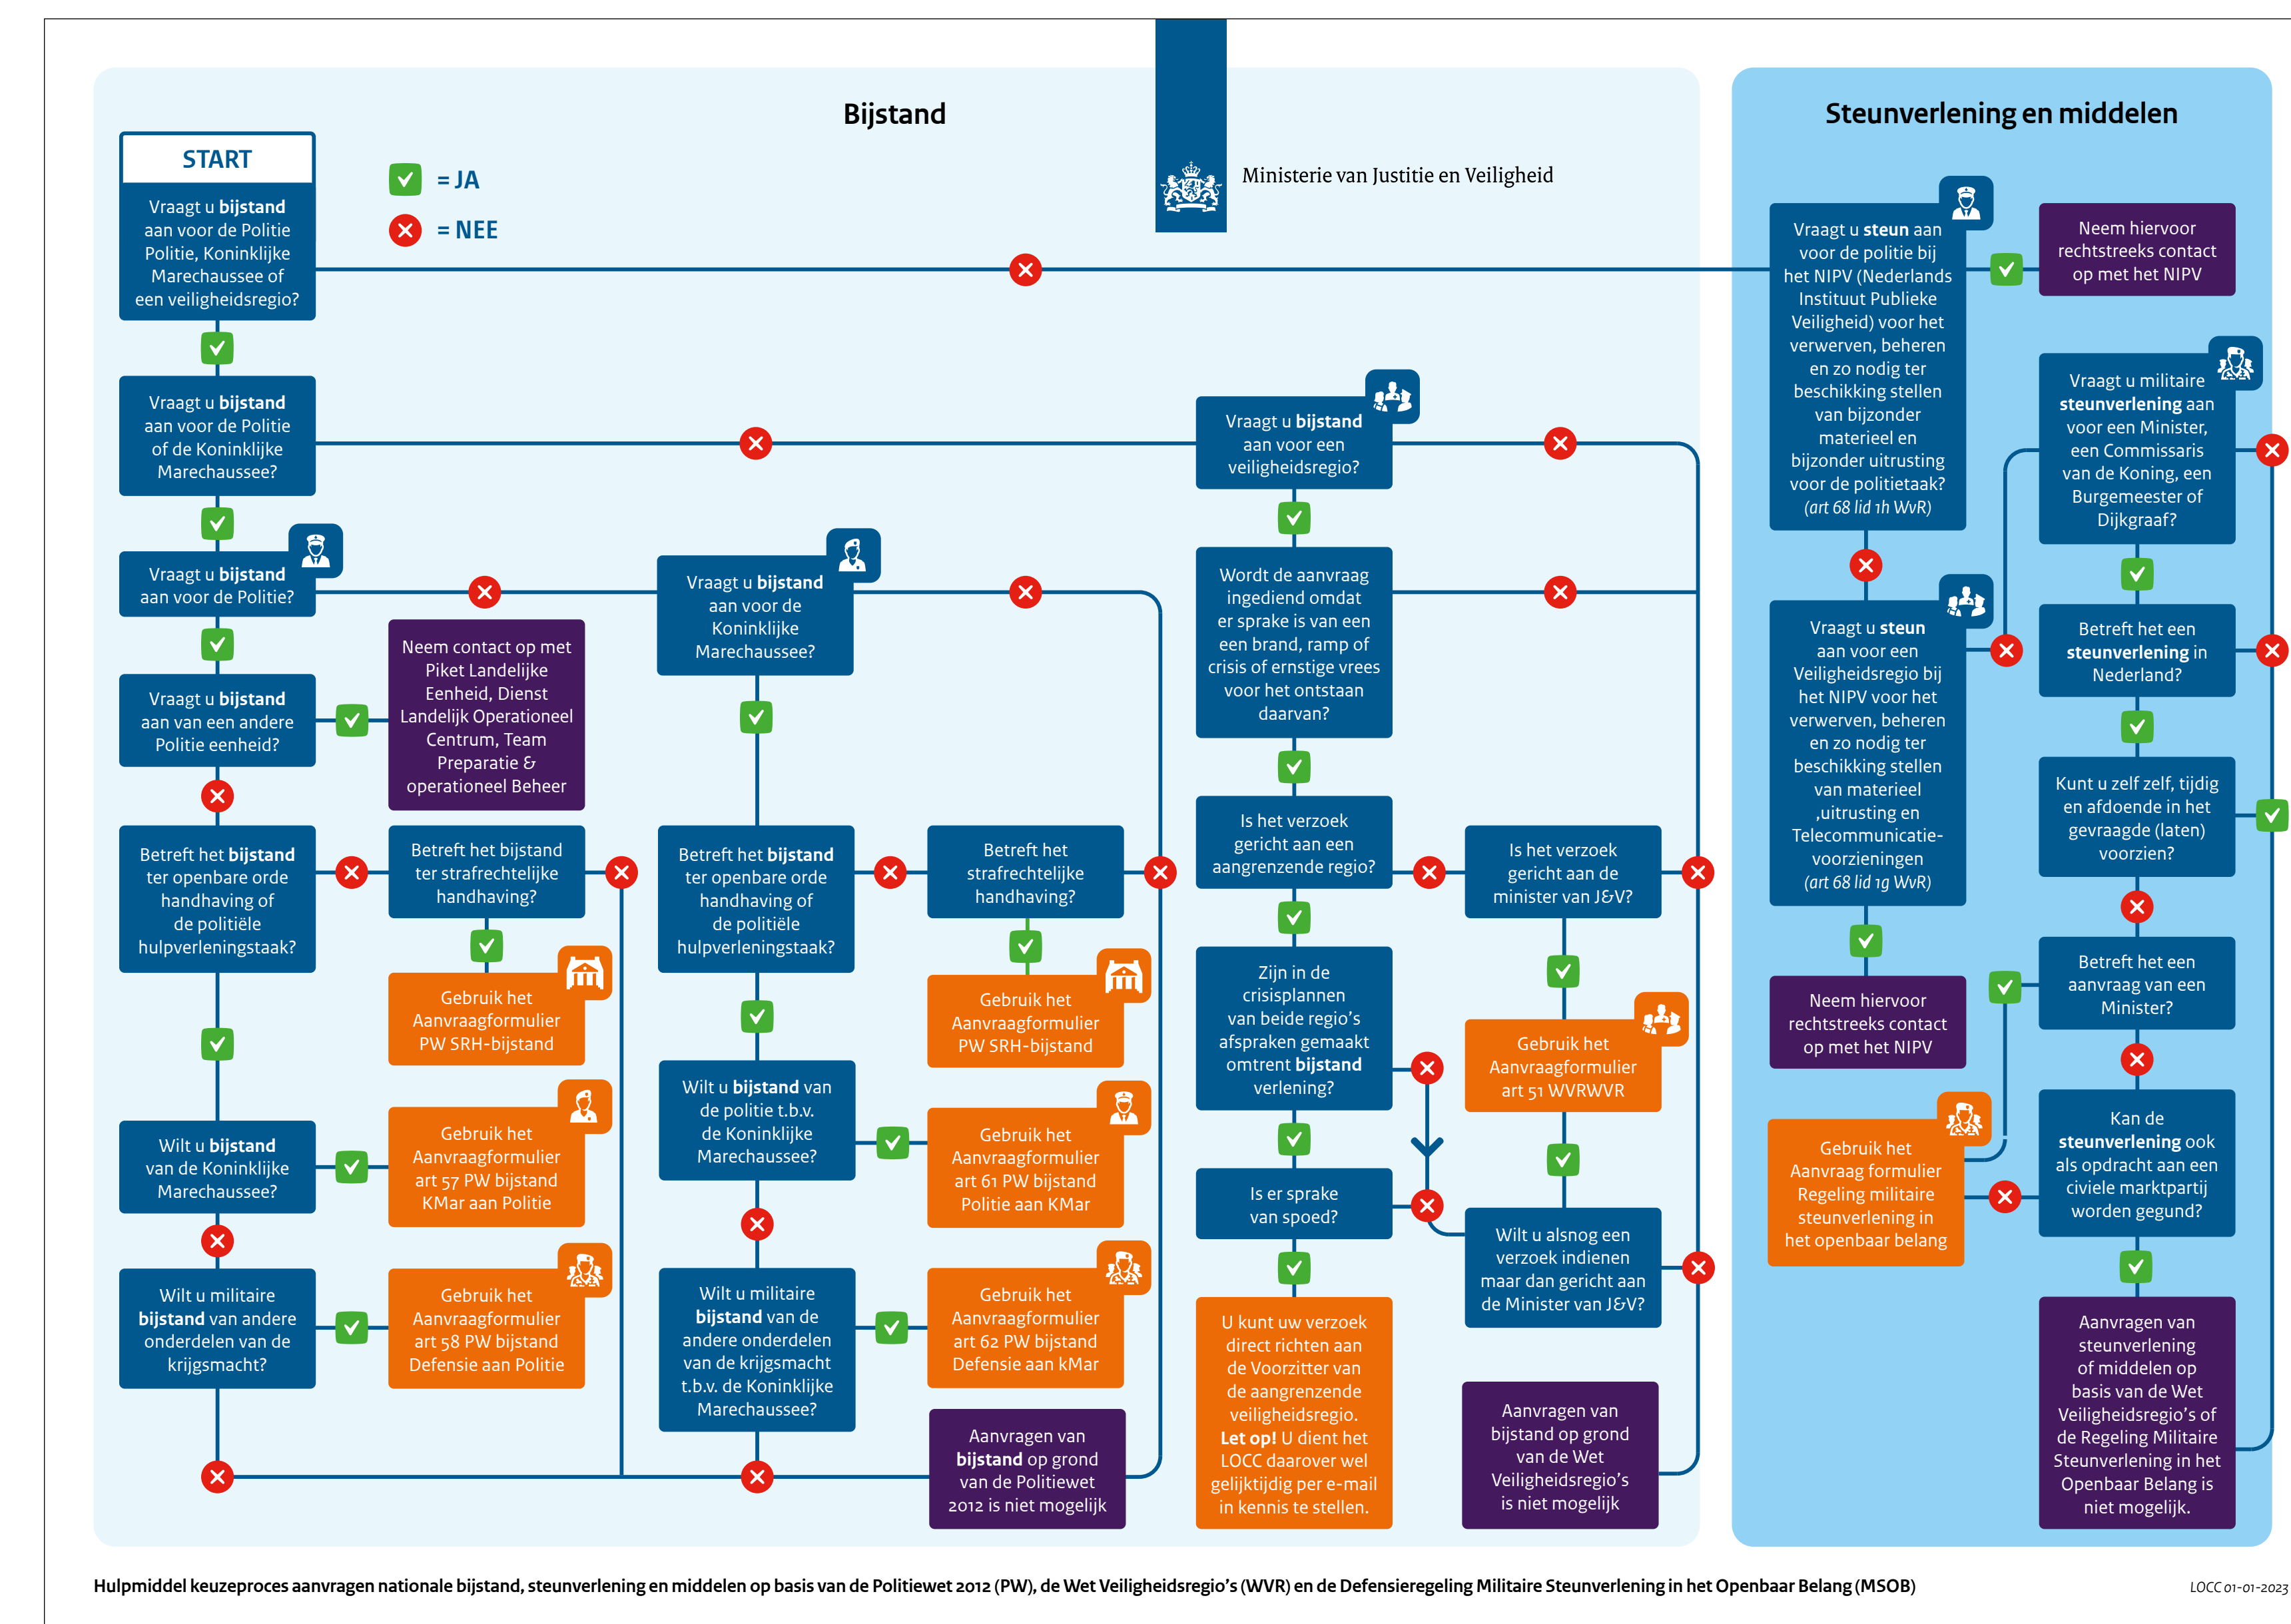 Bijstand
Steunverlening en middelen
Ministerie van Justitie en Veiligheid
START
= JA
= NEE
Vraagt u bijstand
aan voor de Politie
Politie, Koninklijke
Marechaussee of
een veiligheidsregio?
Vraagt u bijstand
aan voor de Politie
of de Koninklijke
Marechaussee?
Vraagt u bijstand
aan voor de Politie?
Vraagt u bijstand
aan van een andere
Politie eenheid?
Neem contact op met
Piket Landelijke
Eenheid, Dienst
Landelijk Operationeel
Centrum, Team
Preparatie &
operationeel Beheer
Betreft het bijstand
ter openbare orde
handhaving of
de politiële
hulpverleningstaak?
Betreft het bijstand
ter strafrechtelijke
handhaving?
Gebruik het
Aanvraagformulier
PW SRH-bijstand
Wilt u bijstand
van de Koninklijke
Marechaussee?
Gebruik het
Aanvraagformulier
art 57 PW bijstand
KMar aan Politie
Wilt u militaire
bijstand van andere
onderdelen van de
krijgsmacht?
Gebruik het
Aanvraagformulier
art 58 PW bijstand
Defensie aan Politie
Vraagt u bijstand
aan voor de
Koninklijke
Marechaussee?
Betreft het bijstand
ter openbare orde
handhaving of
de politiële
hulpverleningstaak?
Betreft het
strafrechtelijke
handhaving?
Gebruik het
Aanvraagformulier
PW SRH-bijstand
Wilt u bijstand van
de politie t.b.v.
de Koninklijke
Marechaussee?
Gebruik het
Aanvraagformulier
art 61 PW bijstand
Politie aan KMar
Wilt u militaire
bijstand van de
andere onderdelen
van de krijgsmacht
t.b.v. de Koninklijke
Marechaussee?
Gebruik het
Aanvraagformulier
art 62 PW bijstand
Defensie aan kMar
Aanvragen van
bijstand op grond
van de Politiewet
2012 is niet mogelijk
Vraagt u bijstand
aan voor een
veiligheidsregio?
Wordt de aanvraag
ingediend omdat
er sprake is van een
een brand, ramp of
crisis of ernstige vrees
voor het ontstaan
daarvan?
Is het verzoek
gericht aan een
aangrenzende regio?
Is het verzoek
gericht aan de
minister van J&V?
Zijn in de
crisisplannen
van beide regio's
afspraken gemaakt
omtrent bijstand
verlening?
Gebruik het
Aanvraagformulier
art 51 WVRWVR
Is er sprake
van spoed?
Wilt u alsnog een
verzoek indienen
maar dan gericht aan
de Minister van J&V?
U kunt uw verzoek
direct richten aan
de Voorzitter van
de aangrenzende
veiligheidsregio.
Let op! U dient het
LOCC daarover wel
gelijktijdig per e-mail
in kennis te stellen.
Aanvragen van
bijstand op grond
van de Wet
Veiligheidsregio's
is niet mogelijk
Vraagt u steun aan
voor de politie bij
het NIPV (Nederlands
Instituut Publieke
Veiligheid) voor het
verwerven, beheren
en zo nodig ter
beschikking stellen
van bijzonder
materieel en
bijzonder uitrusting
voor de politietaak?
(art 68 lid 1h WvR)
Neem hiervoor
rechtstreeks contact
op met het NIPV
Vraagt u steun
aan voor een
Veiligheidsregio bij
het NIPV voor het
verwerven, beheren
en zo nodig ter
beschikking stellen
van materieel
,uitrusting en
Telecommunicatie-
voorzieningen
(art 68 lid 1g WvR)
Neem hiervoor
rechtstreeks contact
op met het NIPV
Vraagt u militaire
steunverlening aan
voor een Minister,
een Commissaris
van de Koning, een
Burgemeester of
Dijkgraaf?
Betreft het een
steunverlening in
Nederland?
Kunt u zelf zelf, tijdig
en afdoende in het
gevraagde (laten)
voorzien?
Betreft het een
aanvraag van een
Minister?
Gebruik het
Aanvraag formulier
Regeling militaire
steunverlening in
het openbaar belang
Kan de
steunverlening ook
als opdracht aan een
civiele marktpartij
worden gegund?
Aanvragen van
steunverlening
of middelen op
basis van de Wet
Veiligheidsregio's of
de Regeling Militaire
Steunverlening in het
Openbaar Belang is
niet mogelijk.
Hulpmiddel keuzeproces aanvragen nationale bijstand, steunverlening en middelen op basis van de Politiewet 2012 (PW), de Wet Veiligheidsregio's (WVR) en de Defensieregeling Militaire Steunverlening in het Openbaar Belang (MSOB)
LOCC 01-01-2023